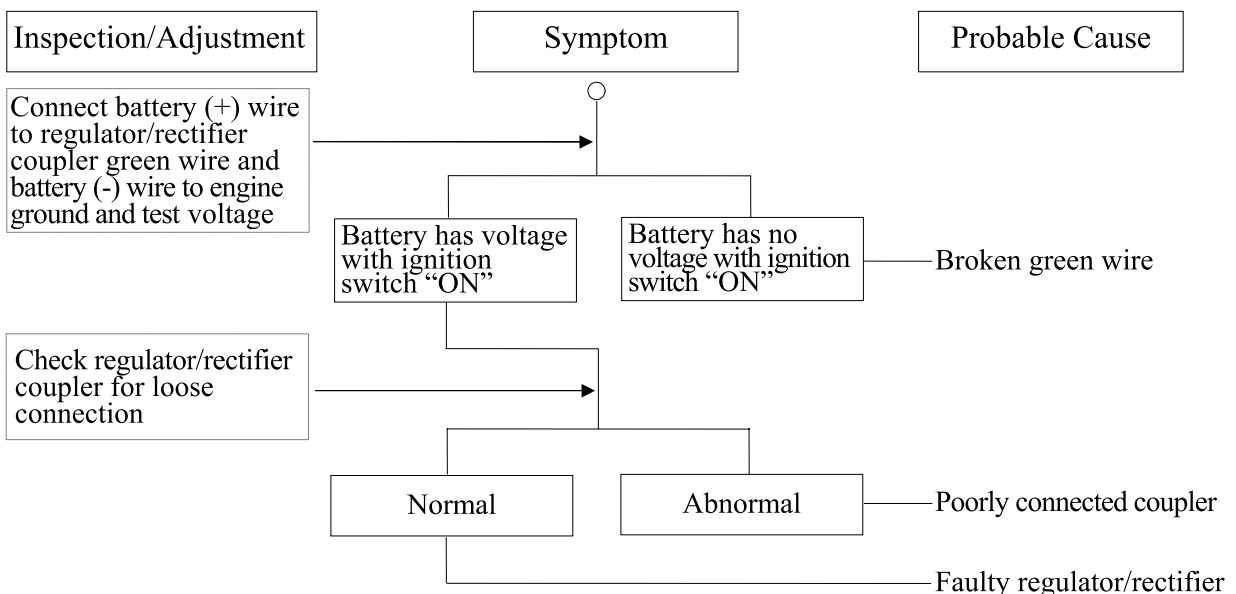 Inspection/Adjustment
Symptom
Probable Cause
Connect battery (+) wire
to regulator/rectifier
coupler green wire and
battery (-) wire to engine
ground and test voltage
Battery has voltage
with ignition
switch “ON”
Battery has no
voltage with ignition
switch “ON”
Broken green wire
Check regulator/rectifier
coupler for loose
connection
Normal
Abnormal
Poorly connected coupler
Faulty regulator/rectifier